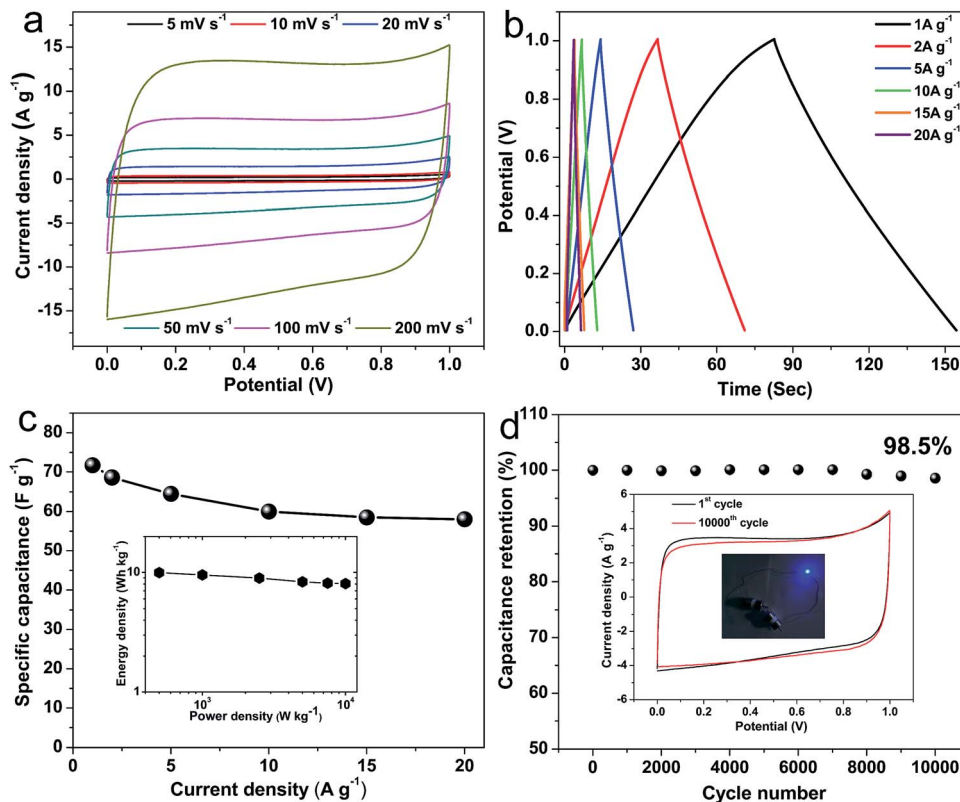 a
5 mV s⁻¹ 10 mV s⁻¹ 20 mV s⁻¹
15
10
5
0
-5
-10
-15
Current density (A g⁻¹)
50 mV s⁻¹ 100 mV s⁻¹ 200 mV s⁻¹
0.0 0.2 0.4 0.6 0.8 1.0
Potential (V)
b
1A g⁻¹
2A g⁻¹
5A g⁻¹
10A g⁻¹
15A g⁻¹
20A g⁻¹
1.0
0.8
0.6
0.4
0.2
0.0
Potential (V)
0 30 60 90 120 150
Time (Sec)
c
90
80
70
60
50
40
30
20
10
0
Specific capacitance (F g⁻¹)
10
1
Energy density (Wh kg⁻¹)
10³ 10⁴
Power density (W kg⁻¹)
0 5 10 15 20
Current density (A g⁻¹)
d
98.5%
110
100
90
80
70
60
50
Capacitance retention (%)
1ˢᵗ cycle
10000ᵗʰ cycle
6
4
2
0
-2
-4
-6
Current density (A g⁻¹)
0.0 0.2 0.4 0.6 0.8 1.0
Potential (V)
0 2000 4000 6000 8000 10000
Cycle number